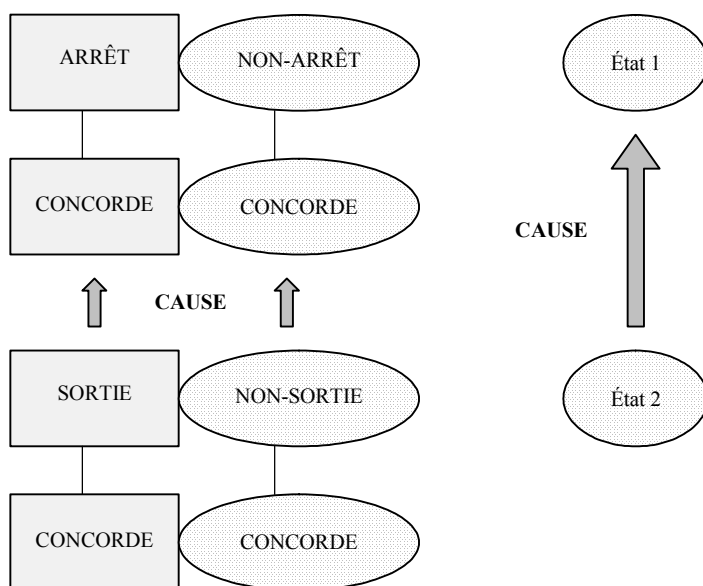 ARRÊT NON-ARRÊT État 1
CONCORDE CONCORDE
CAUSE
CAUSE
SORTIE NON-SORTIE État 2
CONCORDE CONCORDE